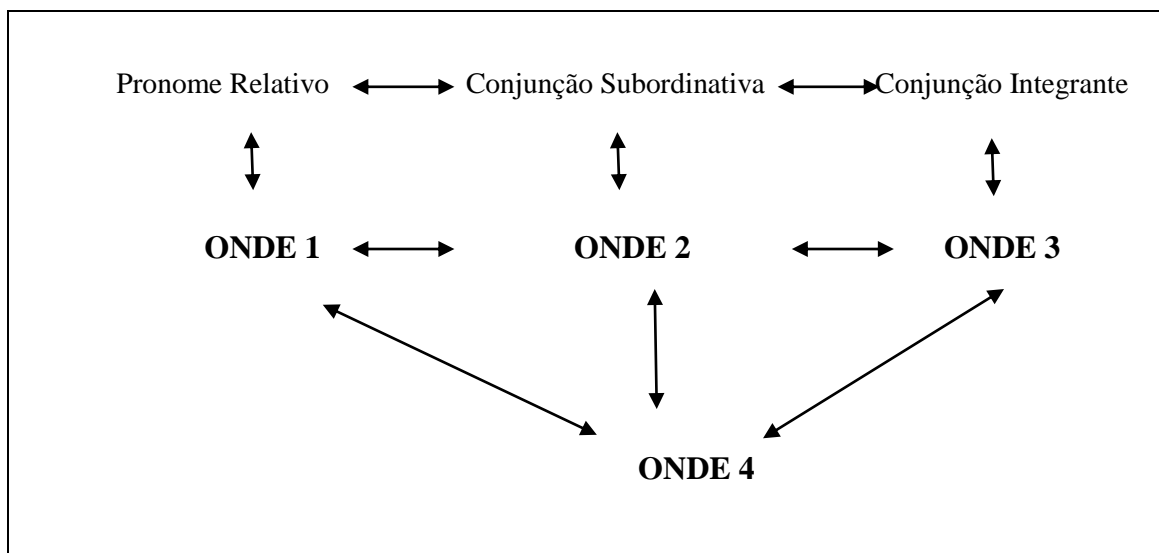 Pronome Relativo Conjunção Subordinativa Conjunção Integrante
ONDE 1 ONDE 2 ONDE 3
ONDE 4